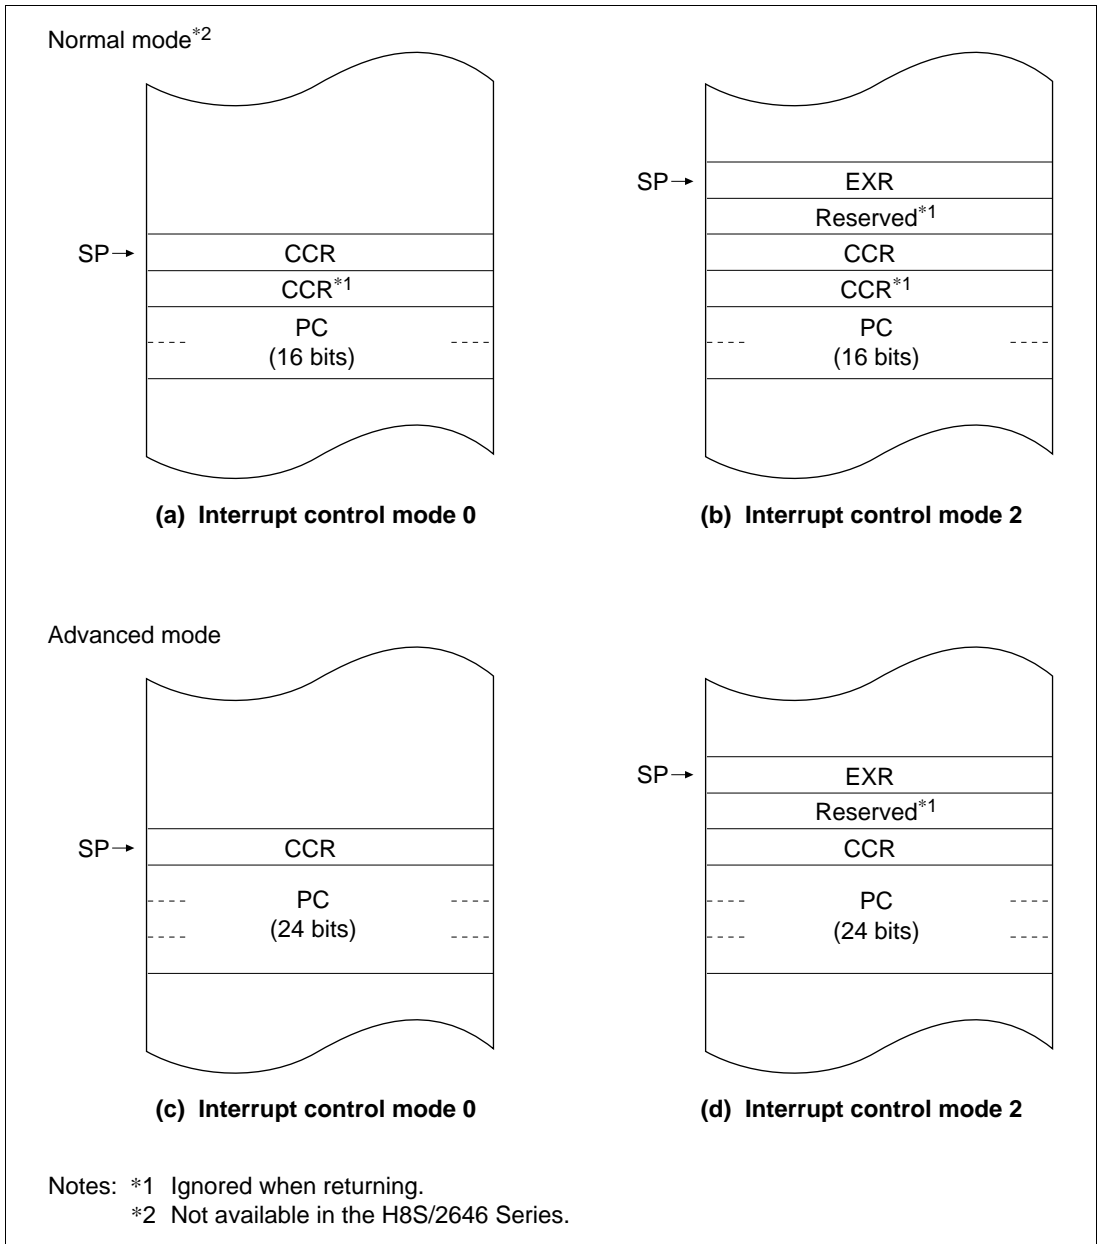 Normal mode*2
SP→
CCR
CCR*1
PC
(16 bits)
(a) Interrupt control mode 0
SP→
EXR
Reserved*1
CCR
CCR*1
PC
(16 bits)
(b) Interrupt control mode 2
Advanced mode
SP→
CCR
PC
(24 bits)
(c) Interrupt control mode 0
SP→
EXR
Reserved*1
CCR
PC
(24 bits)
(d) Interrupt control mode 2
Notes: *1 Ignored when returning.
*2 Not available in the H8S/2646 Series.